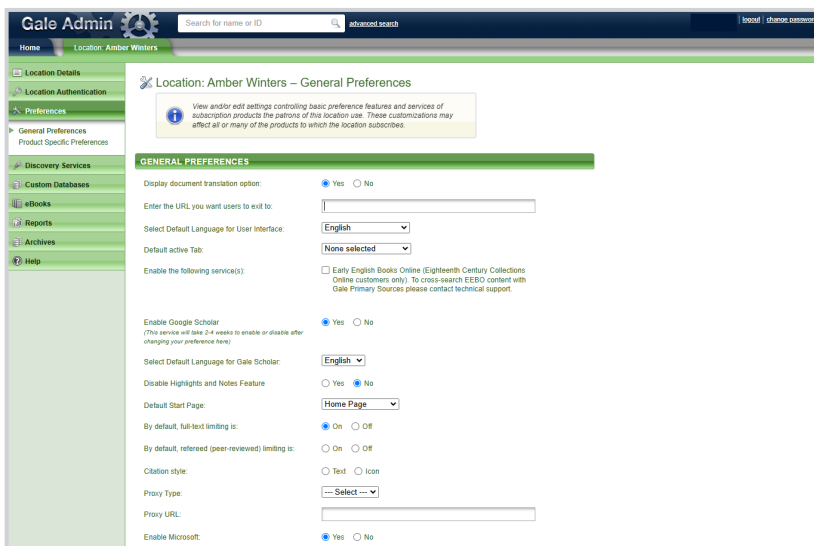 Gale Admin
Search for name or ID
advanced search
logout | change passwor
Home
Location: Amber Winters
Location Details
Location Authentication
Preferences
General Preferences
Product Specific Preferences
Discovery Services
Custom Databases
eBooks
Reports
Archives
Help
Location: Amber Winters – General Preferences
View and/or edit settings controlling basic preference features and services of
subscription products the patrons of this location use. These customizations may
affect all or many of the products to which the location subscribes.
GENERAL PREFERENCES
Display document translation option: Yes No
Enter the URL you want users to exit to:
Select Default Language for User Interface: English
Default active Tab: None selected
Enable the following service(s): Early English Books Online (Eighteenth Century Collections
Online customers only). To cross-search EEBO content with
Gale Primary Sources please contact technical support.
Enable Google Scholar Yes No
(This service will take 2-4 weeks to enable or disable after
changing your preference here)
Select Default Language for Gale Scholar: English
Disable Highlights and Notes Feature Yes No
Default Start Page: Home Page
By default, full-text limiting is: On Off
By default, refereed (peer-reviewed) limiting is: On Off
Citation style: Text Icon
Proxy Type: --- Select ---
Proxy URL:
Enable Microsoft: Yes No